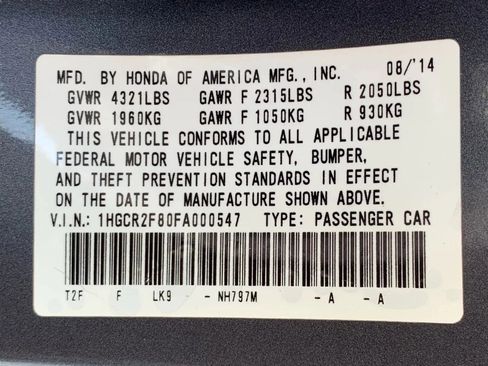 MFD. BY HONDA OF AMERICA MFG., INC. 08/'14
GVWR 4321LBS GAWR F 2315LBS R 2050LBS
GVWR 1960KG GAWR F 1050KG R 930KG
THIS VEHICLE CONFORMS TO ALL APPLICABLE
FEDERAL MOTOR VEHICLE SAFETY, BUMPER,
AND THEFT PREVENTION STANDARDS IN EFFECT
ON THE DATE OF MANUFACTURE SHOWN ABOVE.
V.I.N.: 1HGCR2F80FA000547 TYPE: PASSENGER CAR
T2F F LK9 - - NH797M - A - A